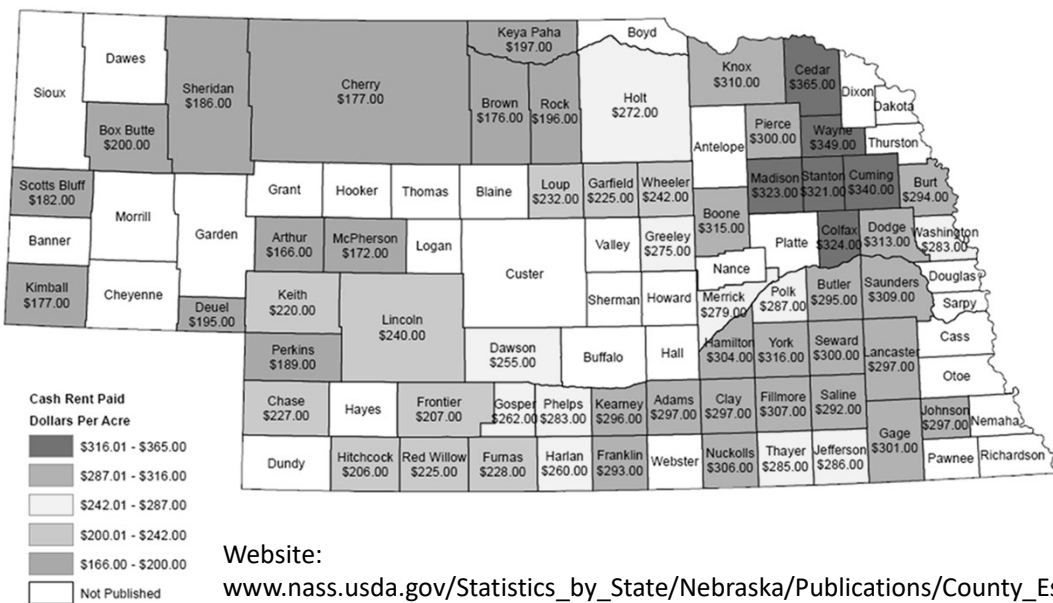 Boyd
Keya Paha
$197.00
Dawes
Sioux
Sheridan
$186.00
Cherry
$177.00
Brown
$176.00
Rock
$196.00
Holt
$272.00
Knox
$310.00
Cedar
$365.00
Dixon
Dakota
Box Butte
$200.00
Antelope
Pierce
$300.00
Wayne
$349.00
Thurston
Scotts Bluff
$182.00
Morrill
Garden
Grant
Hooker
Thomas
Blaine
Loup
$232.00
Garfield
$225.00
Wheeler
$242.00
Madison
$323.00
Stanton
$321.00
Cuming
$340.00
Burt
$294.00
Banner
Arthur
$166.00
McPherson
$172.00
Logan
Custer
Valley
Greeley
$275.00
Boone
$315.00
Platte
Colfax
$324.00
Dodge
$313.00
Washington
$283.00
Kimball
$177.00
Cheyenne
Deuel
$195.00
Keith
$220.00
Lincoln
$240.00
Sherman
Howard
Nance
Merrick
$279.00
Polk
$287.00
Butler
$295.00
Saunders
$309.00
Douglas
Sarpy
Perkins
$189.00
Dawson
$255.00
Buffalo
Hall
Hamilton
$304.00
York
$316.00
Seward
$300.00
Lancaster
$297.00
Cass
Otoe
Chase
$227.00
Hayes
Frontier
$207.00
Gosper
$262.00
Phelps
$283.00
Kearney
$296.00
Adams
$297.00
Clay
$297.00
Fillmore
$307.00
Saline
$292.00
Gage
$301.00
Johnson
$297.00
Nemaha
Dundy
Hitchcock
$206.00
Red Willow
$225.00
Furnas
$228.00
Harlan
$260.00
Franklin
$293.00
Webster
Nuckolls
$306.00
Thayer
$285.00
Jefferson
$286.00
Pawnee
Richardson
Cash Rent Paid
Dollars Per Acre
$316.01 - $365.00
$287.01 - $316.00
$242.01 - $287.00
$200.01 - $242.00
$166.00 - $200.00
Not Published
Website:
www.nass.usda.gov/Statistics_by_State/Nebraska/Publications/County_Es